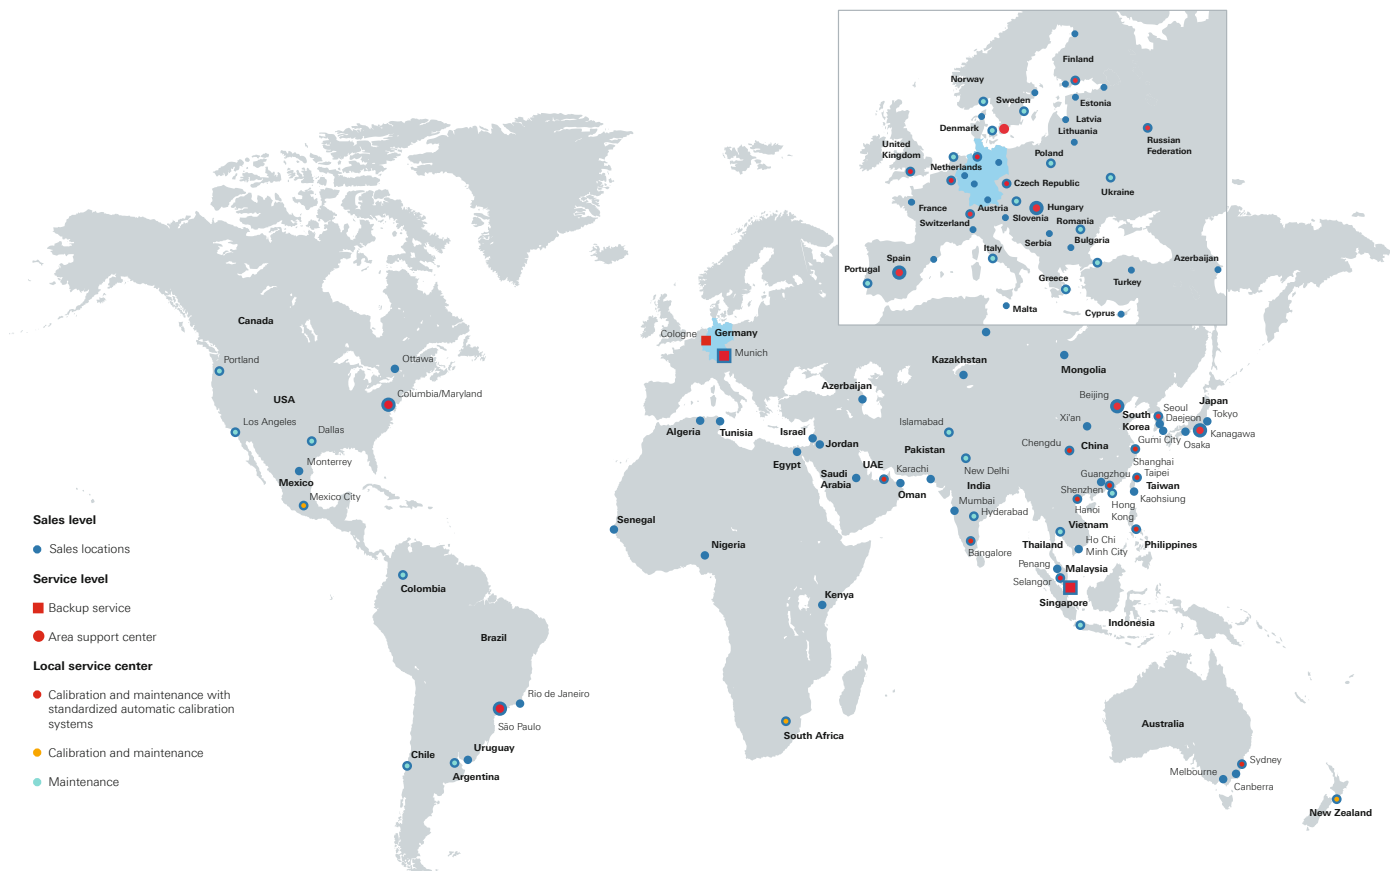 Finland
Norway
Sweden
Estonia
Denmark
Latvia
Lithuania
United
Kingdom
Russian
Federation
Poland
Netherlands
Czech Republic
Ukraine
France
Austria
Hungary
Switzerland
Slovenia
Romania
Serbia
Bulgaria
Italy
Spain
Azerbaijan
Portugal
Greece
Turkey
Malta
Cyprus
Canada
Portland
Ottawa
USA
Columbia/Maryland
Los Angeles
Dallas
Monterrey
Mexico
Mexico City
Cologne
Germany
Munich
Kazakhstan
Mongolia
Azerbaijan
Beijing
Japan
Seoul
South
Korea
Daejeon
Tokyo
Xi'an
Kanagawa
Gumi City
Osaka
Algeria
Tunisia
Israel
Jordan
Egypt
Islamabad
Pakistan
Chengdu
China
Shanghai
Saudi
Arabia
UAE
Karachi
Oman
New Delhi
India
Guangzhou
Taipei
Taiwan
Shenzhen
Kaohsiung
Hanoi
Hong
Kong
Mumbai
Hyderabad
Bangalore
Vietnam
Thailand
Ho Chi
Minh City
Philippines
Penang
Malaysia
Selangor
Singapore
Indonesia
Senegal
Nigeria
Kenya
South Africa
Colombia
Brazil
Rio de Janeiro
São Paulo
Chile
Uruguay
Argentina
Australia
Sydney
Melbourne
Canberra
New Zealand
Sales level
Sales locations
Service level
Backup service
Area support center
Local service center
Calibration and maintenance with
standardized automatic calibration
systems
Calibration and maintenance
Maintenance